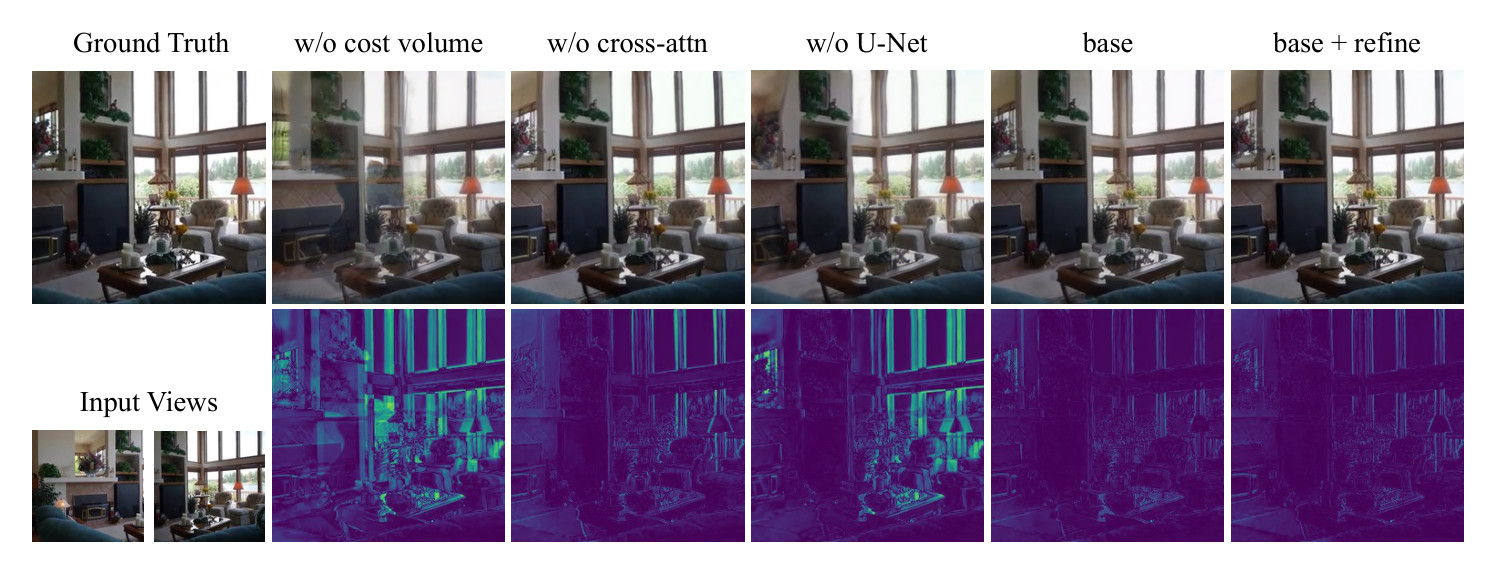 Ground Truth
w/o cost volume
w/o cross-attn
w/o U-Net
base
base + refine
Input Views